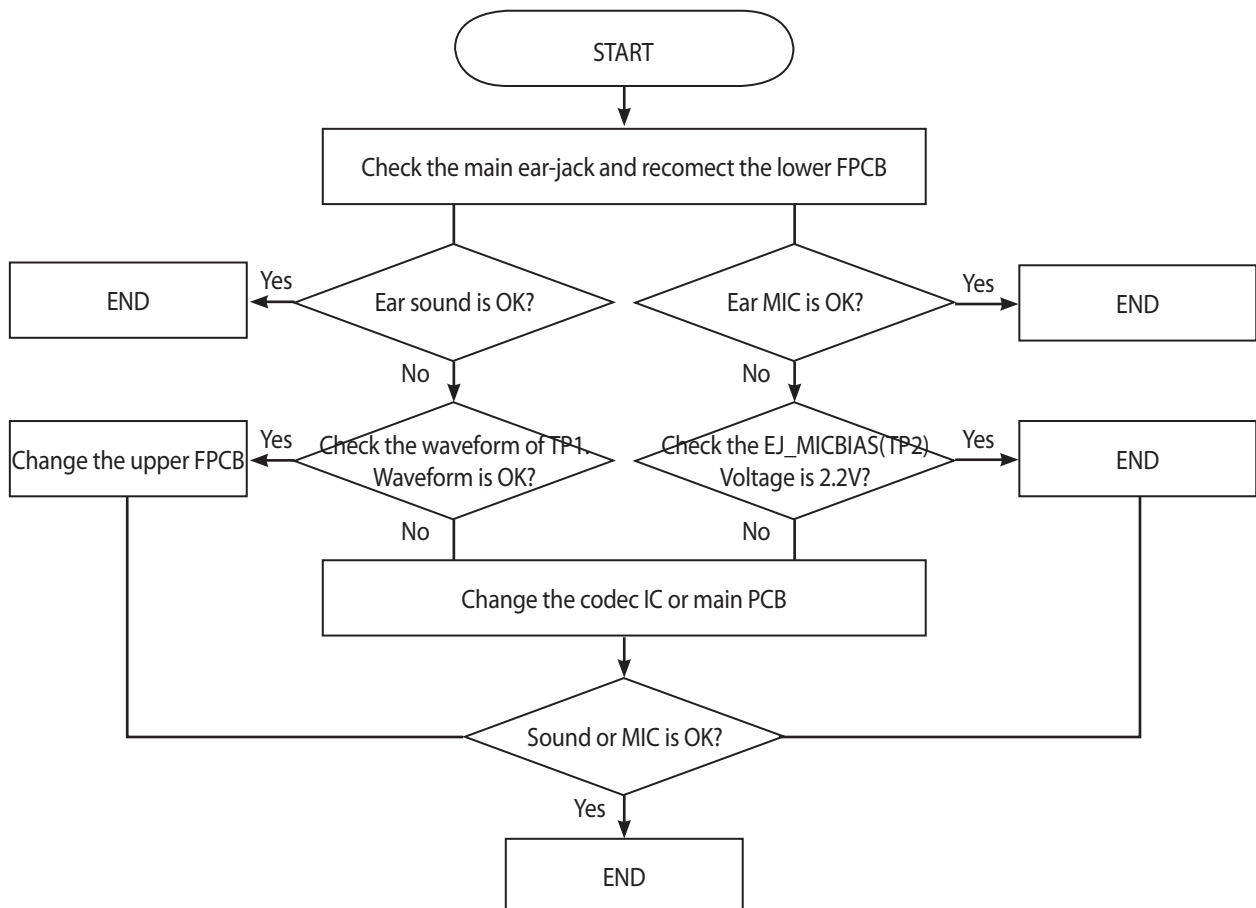 START
Check the main ear-jack and recomect the lower FPCB
Yes
END
Ear sound is OK?
Ear MIC is OK?
Yes
END
No
No
Yes
Change the upper FPCB
Check the waveform of TP1.
Waveform is OK?
Check the EJ_MICBIAS(TP2)
Voltage is 2.2V?
Yes
END
No
No
Change the codec IC or main PCB
Sound or MIC is OK?
Yes
END